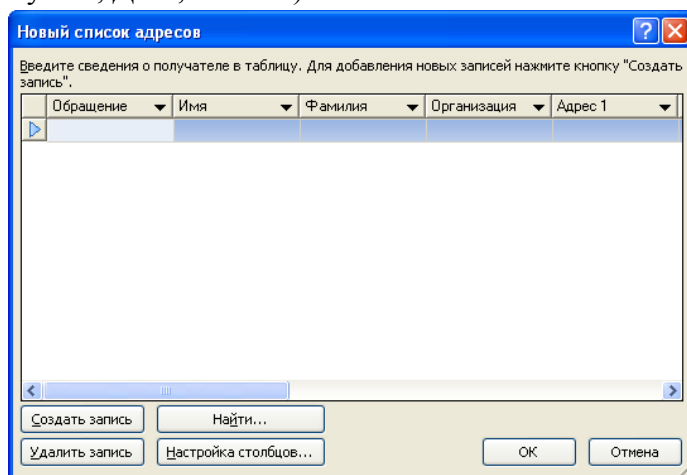 Новый список адресов
Введите сведения о получателе в таблицу. Для добавления новых записей нажмите кнопку "Создать
запись".
Обращение Имя Фамилия Организация Адрес 1
Создать запись Найти...
Удалить запись Настройка столбцов... ОК Отмена